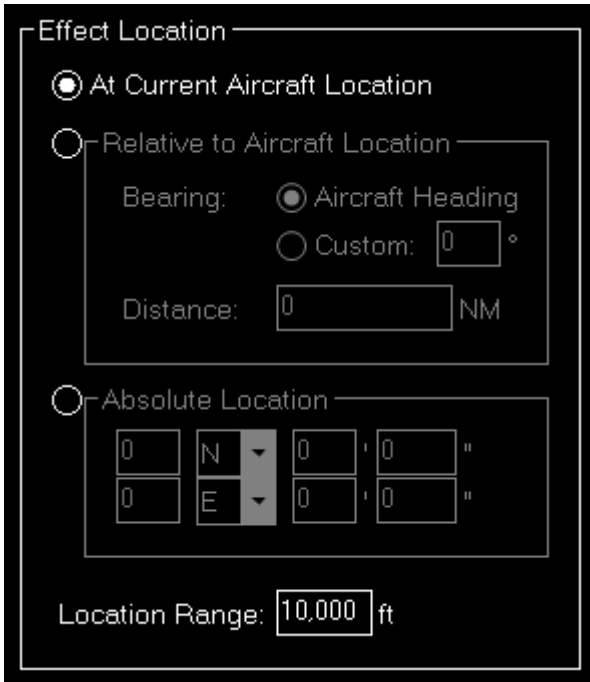 Effect Location
At Current Aircraft Location
Relative to Aircraft Location
Bearing: Aircraft Heading
Custom: 0 °
Distance: 0 NM
Absolute Location
0 N 0 ' 0 "
0 E 0 ' 0 "
Location Range: 10,000 ft